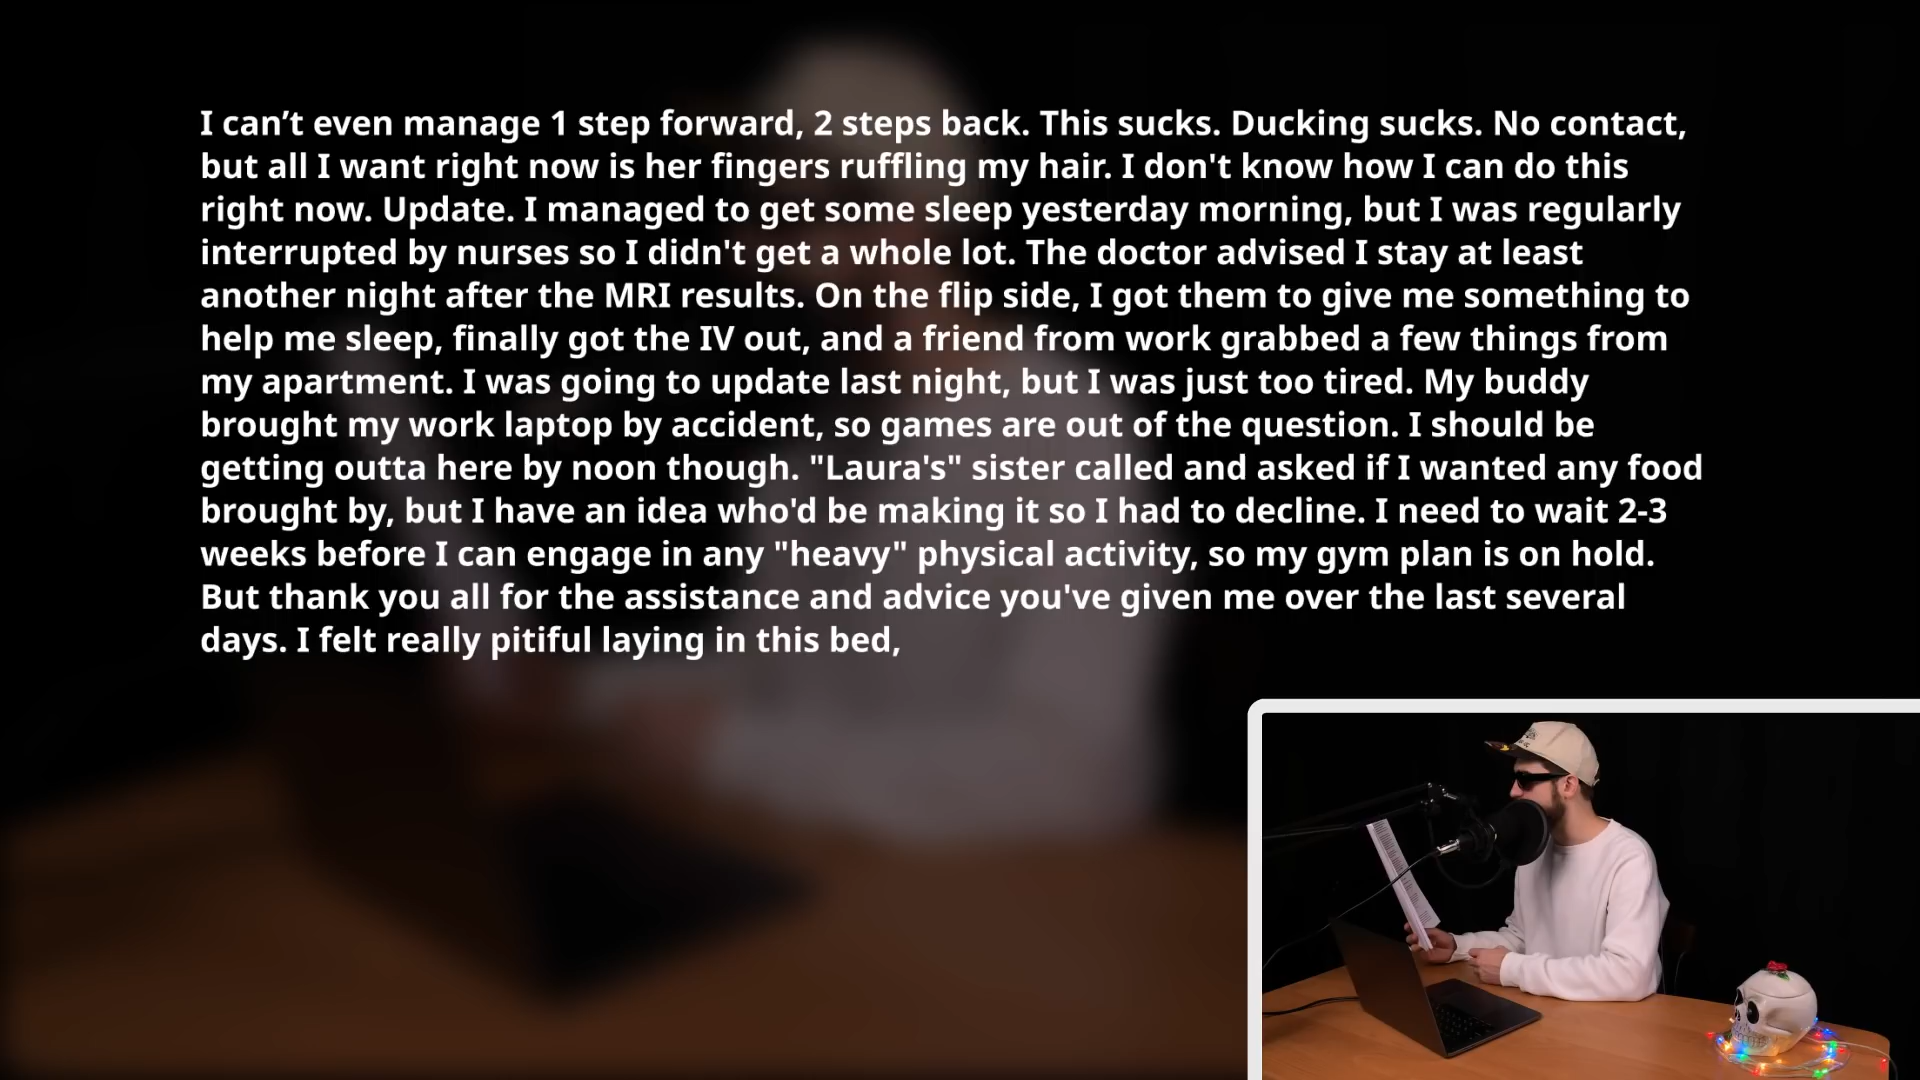 I can’t even manage 1 step forward, 2 steps back. This sucks. Ducking sucks. No contact,
but all I want right now is her fingers ruffling my hair. I don't know how I can do this
right now. Update. I managed to get some sleep yesterday morning, but I was regularly
interrupted by nurses so I didn't get a whole lot. The doctor advised I stay at least
another night after the MRI results. On the flip side, I got them to give me something to
help me sleep, finally got the IV out, and a friend from work grabbed a few things from
my apartment. I was going to update last night, but I was just too tired. My buddy
brought my work laptop by accident, so games are out of the question. I should be
getting outta here by noon though. "Laura's" sister called and asked if I wanted any food
brought by, but I have an idea who'd be making it so I had to decline. I need to wait 2-3
weeks before I can engage in any "heavy" physical activity, so my gym plan is on hold.
But thank you all for the assistance and advice you've given me over the last several
days. I felt really pitiful laying in this bed,